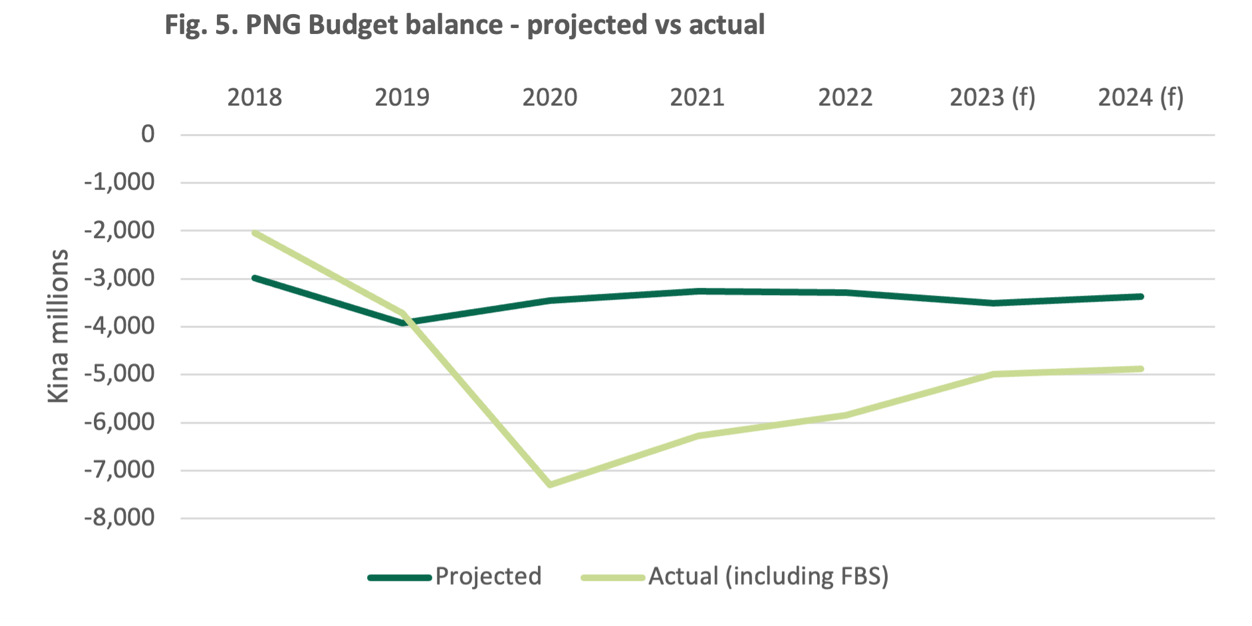 Fig. 5. PNG Budget balance - projected vs actual
2018 2019 2020 2021 2022 2023 (f) 2024 (f)
0
-1,000
-2,000
-3,000
-4,000
-5,000
-6,000
-7,000
-8,000
Kina millions
Projected Actual (including FBS)